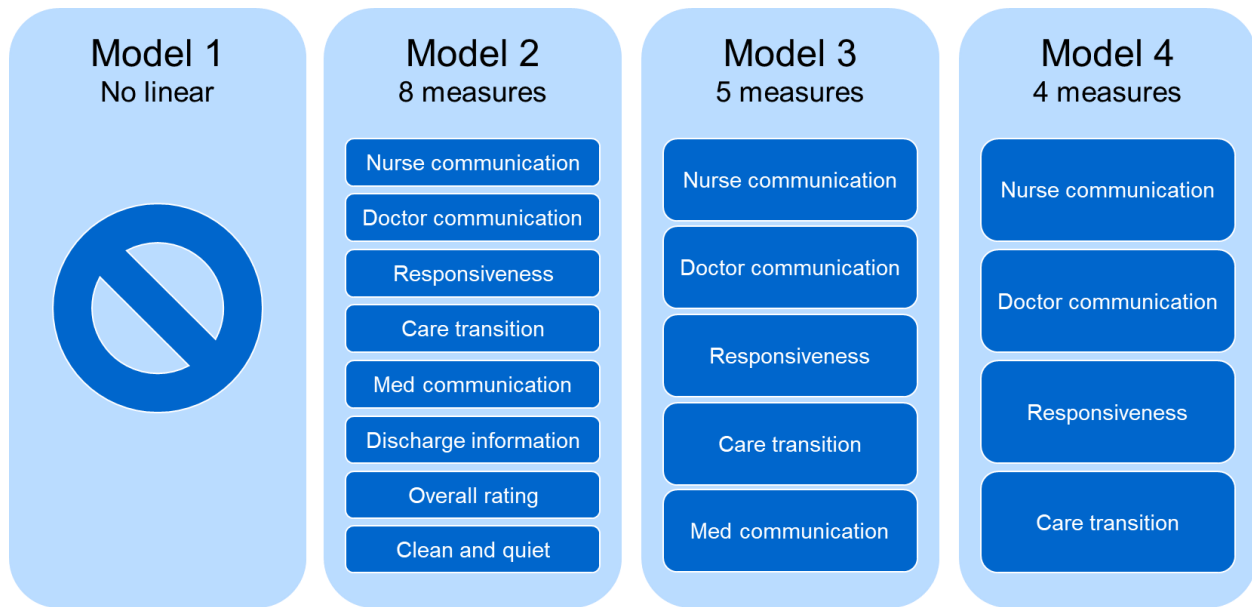 Model 1
No linear
Model 2
8 measures
Nurse communication
Doctor communication
Responsiveness
Care transition
Med communication
Discharge information
Overall rating
Clean and quiet
Model 3
5 measures
Nurse communication
Doctor communication
Responsiveness
Care transition
Med communication
Model 4
4 measures
Nurse communication
Doctor communication
Responsiveness
Care transition